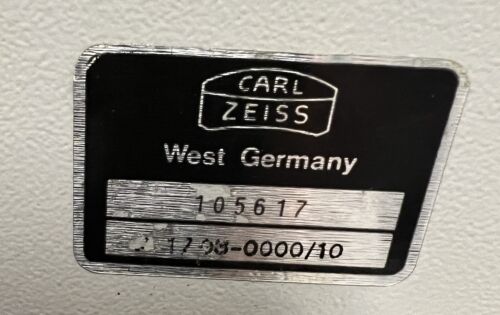 CARL
ZEISS
West Germany
105617